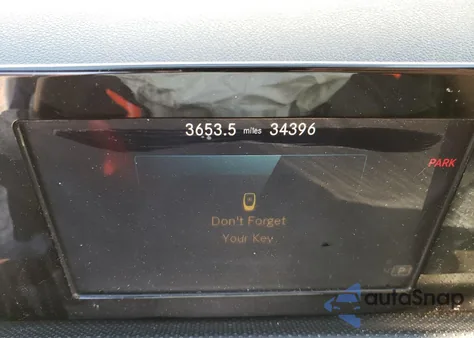 3653.5 miles 34396
PARK
Don't Forget
Your Key
P
autoSnap